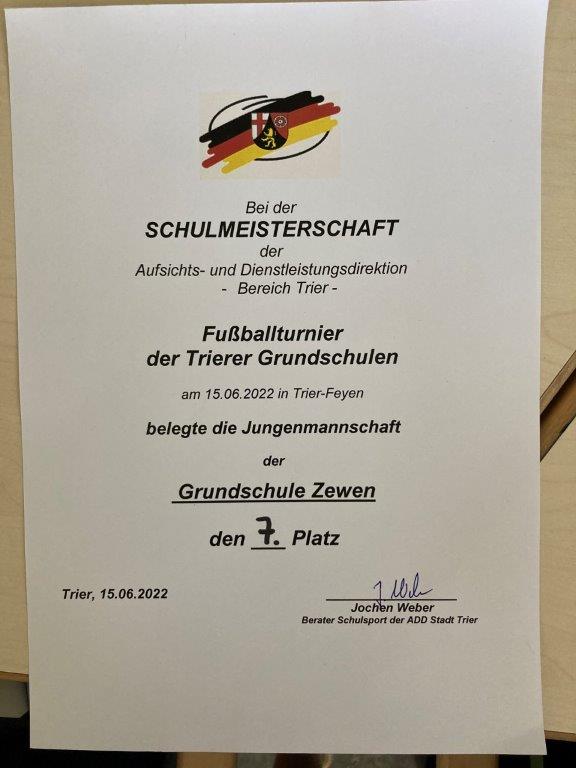 Bei der
SCHULMEISTERSCHAFT
der
Aufsichts- und Dienstleistungsdirektion
- Bereich Trier -
Fußballturnier
der Trierer Grundschulen
am 15.06.2022 in Trier-Feyen
belegte die Jungenmannschaft
der
Grundschule Zewen
den 7. Platz
Trier, 15.06.2022
J. Weber
Jochen Weber
Berater Schulsport der ADD Stadt Trier